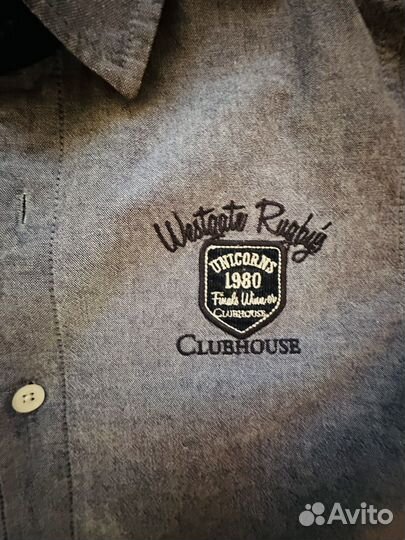 Westgate Rugby
UNICORNS
1980
Finals Winner
CLUBHOUSE
CLUBHOUSE
Avito